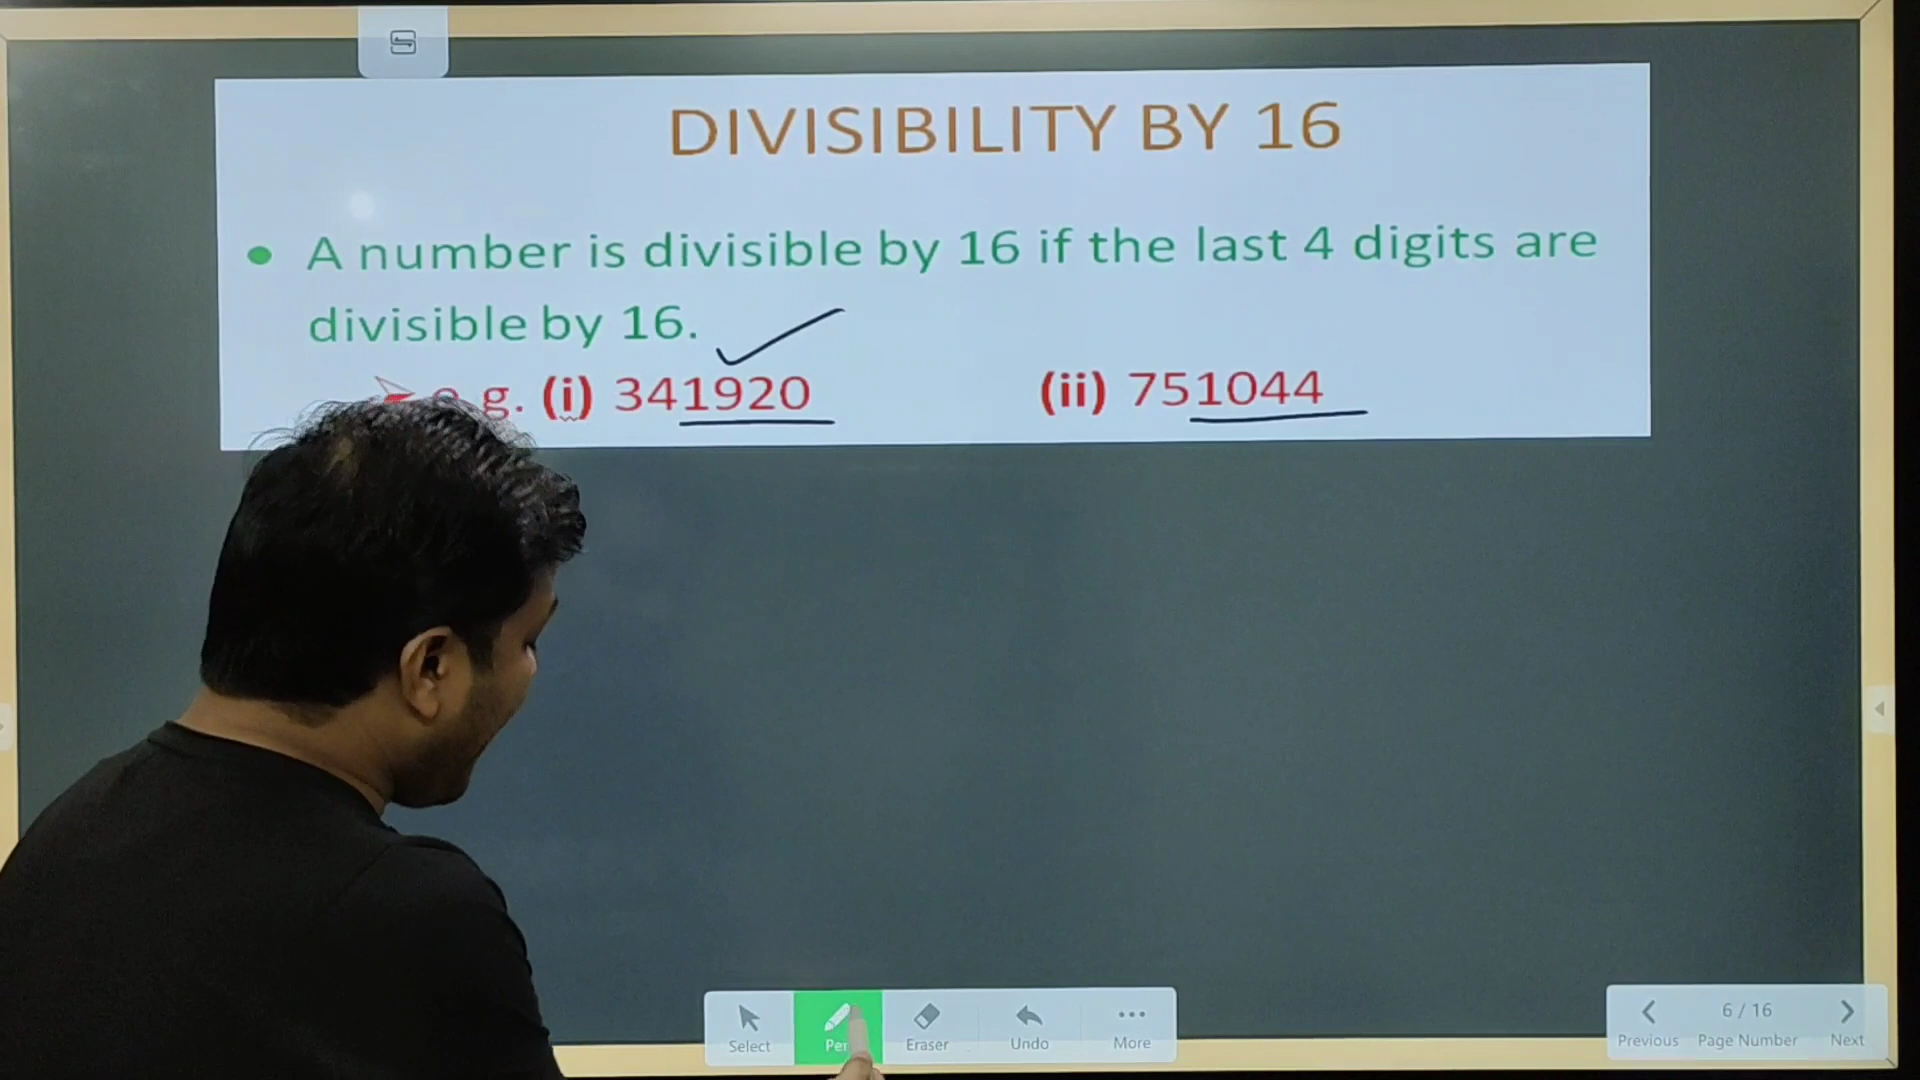 DIVISIBILITY BY 16
• A number is divisible by 16 if the last 4 digits are
divisible by 16.
e.g. (i) 341920 (ii) 751044
Select Pen Eraser Undo More
6 / 16
Previous Page Number Next